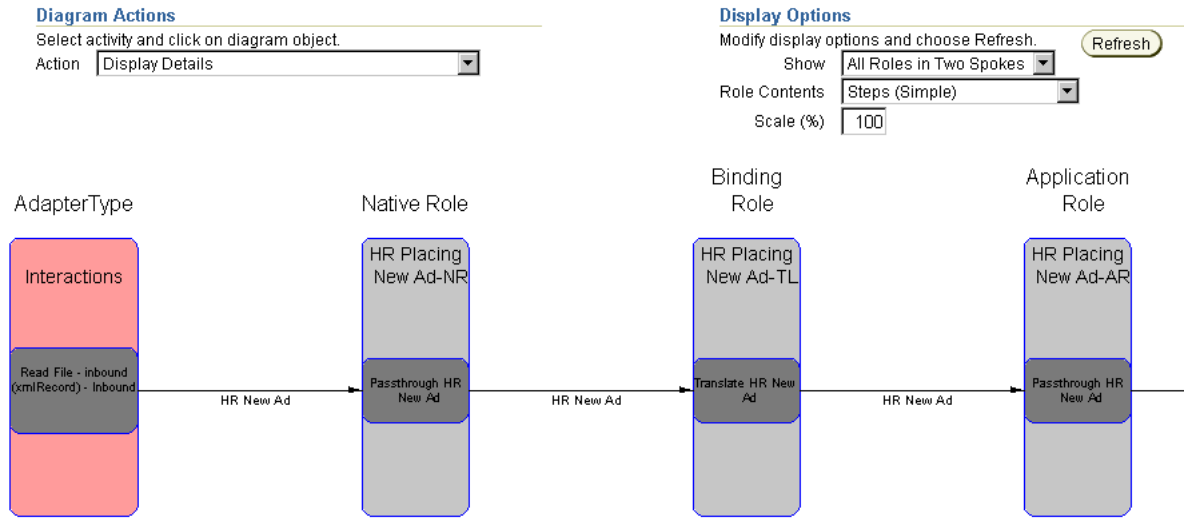 Diagram Actions
Select activity and click on diagram object.
Action Display Details
Display Options
Modify display options and choose Refresh.
Refresh
Show All Roles in Two Spokes
Role Contents Steps (Simple)
Scale (%) 100
AdapterType
Native Role
Binding
Role
Application
Role
Interactions
HR Placing
New Ad-NR
HR Placing
New Ad-TL
HR Placing
New Ad-AR
Read File - inbound
(xmlRecord) - Inbound
HR New Ad
Passthrough HR
New Ad
HR New Ad
Translate HR New
Ad
HR New Ad
Passthrough HR
New Ad